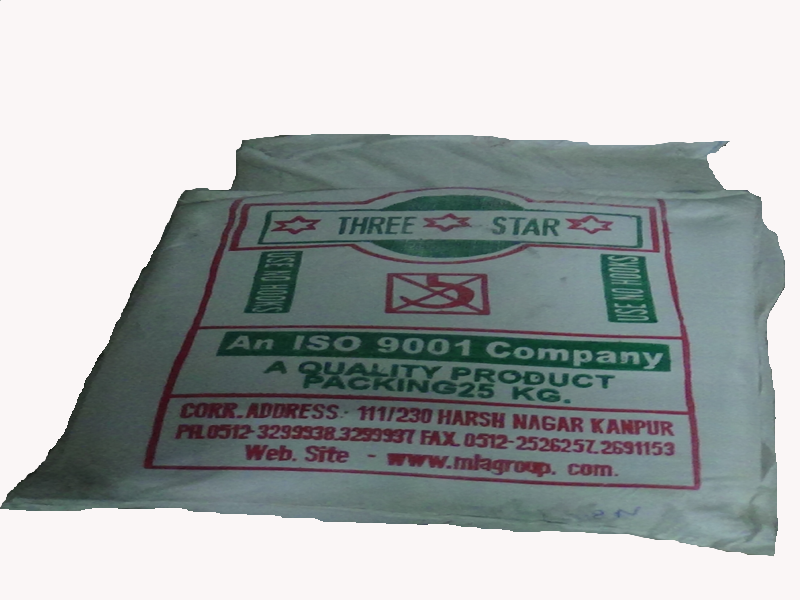 THREE STAR
USE NO HOOKS
USE NO HOOKS
An ISO 9001 Company
A QUALITY PRODUCT
PACKING25 KG.
CORR. ADDRESS.- 111/230 HARSH NAGAR KANPUR
PH.0512-3299938.3299937 FAX. 0512-2526257.2691153
Web. Site - www.mlagroup. com.